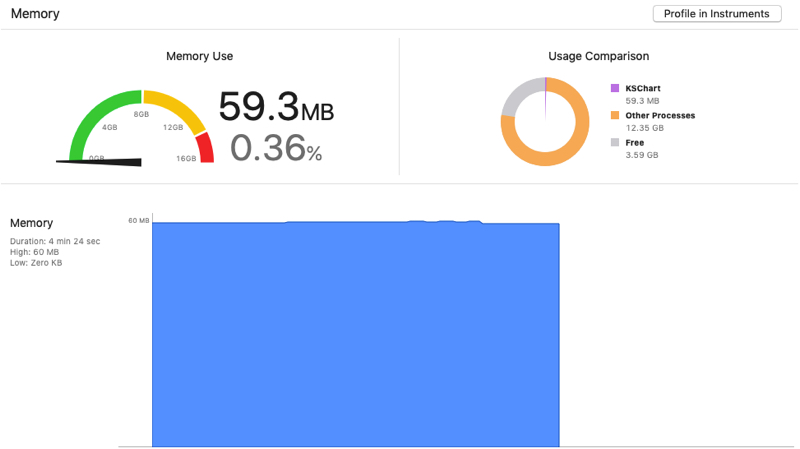 Memory
Profile in Instruments
Memory Use
Usage Comparison
0GB
4GB
8GB
12GB
16GB
59.3MB
0.36%
KSChart
59.3 MB
Other Processes
12.35 GB
Free
3.59 GB
Memory
Duration: 4 min 24 sec
High: 60 MB
Low: Zero KB
60 MB